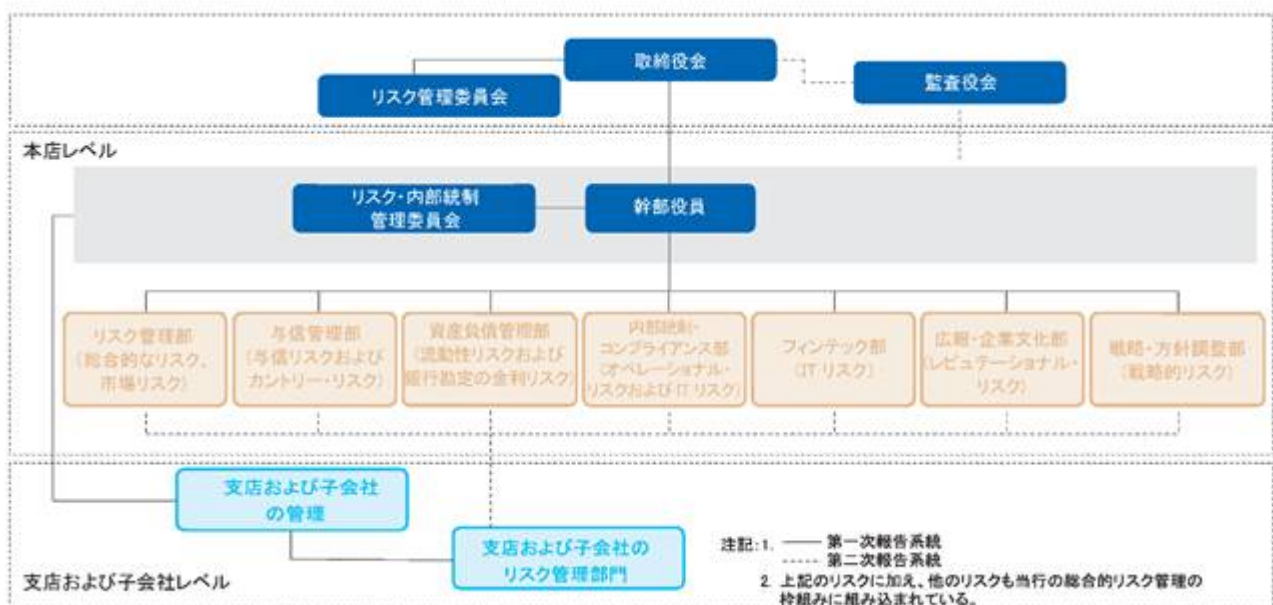 取締役会
リスク管理委員会
監査役会
本店レベル
リスク・内部統制
管理委員会
幹部役員
リスク管理部
(総合的なリスク、
市場リスク)
与信管理部
(与信リスクおよび
カントリー・リスク)
資産負債管理部
(流動性リスクおよび
銀行勘定の金利リスク)
内部統制・
コンプライアンス部
(オペレーショナル・
リスクおよび IT リスク)
フィンテック部
(IT リスク)
広報・企業文化部
(レピュテーショナル・
リスク)
戦略・方針調整部
(戦略的リスク)
支店および子会社
の管理
支店および子会社の
リスク管理部門
支店および子会社レベル
注記:1. 第一次報告系統
第二次報告系統
2. 上記のリスクに加え、他のリスクも当行の総合的リスク管理の
枠組みに組み込まれている。